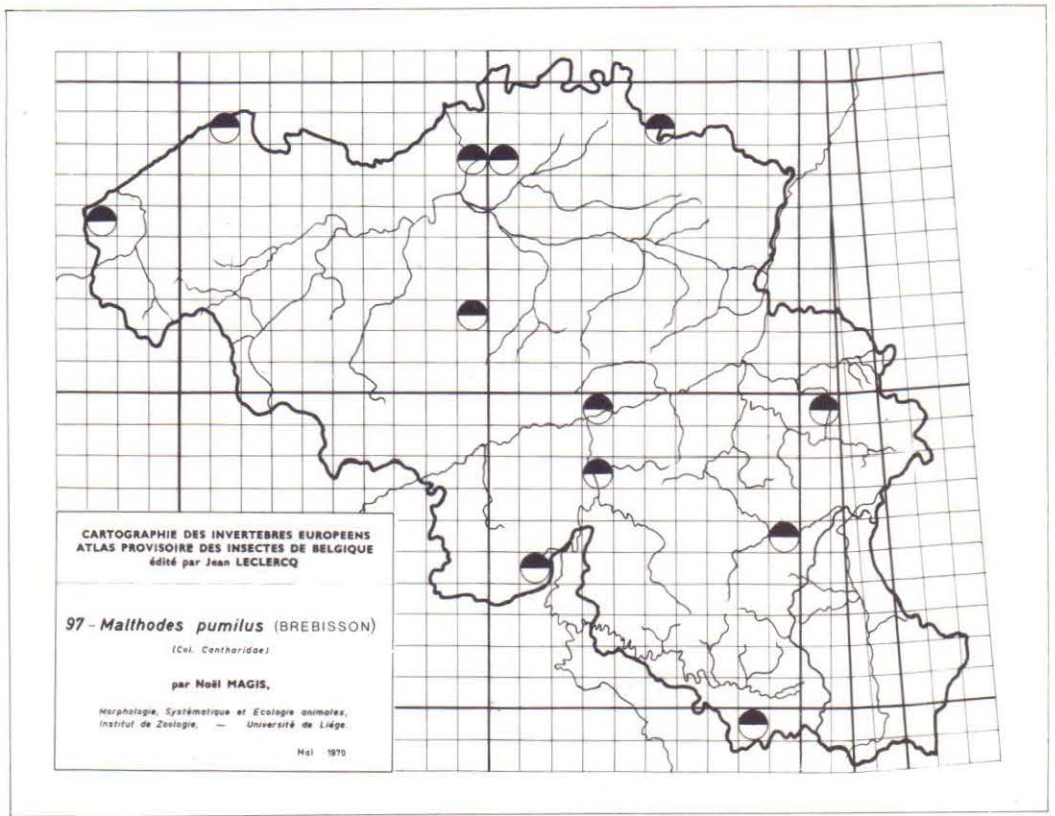 CARTOGRAPHIE DES INVERTEBRES EUROPEENS
ATLAS PROVISOIRE DES INSECTES DE BELGIQUE
édité par Jean LECLERCQ
97 - Malthodes pumilus (BREBISSON)
(Col. Cantharidae)
par Noël MAGIS,
Morphologie, Systématique et Ecologie animales,
Institut de Zoologie, — Université de Liége.
Mai 1970